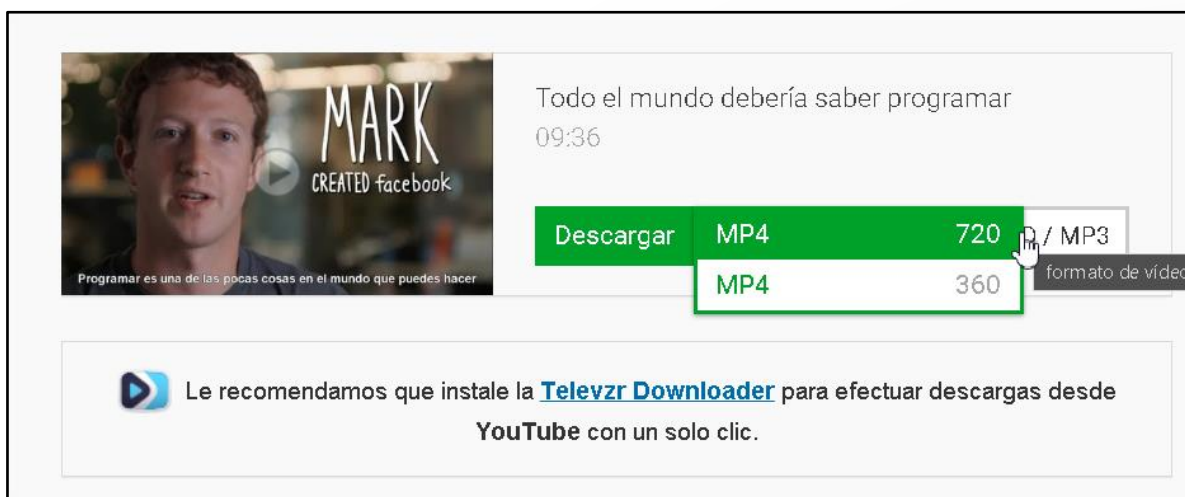 MARK
CREATED facebook
Programar es una de las pocas cosas en el mundo que puedes hacer
Todo el mundo debería saber programar
09:36
Descargar
MP4 720
/ MP3
formato de vídeo
MP4 360
Le recomendamos que instale la Televzr Downloader para efectuar descargas desde
YouTube con un solo clic.